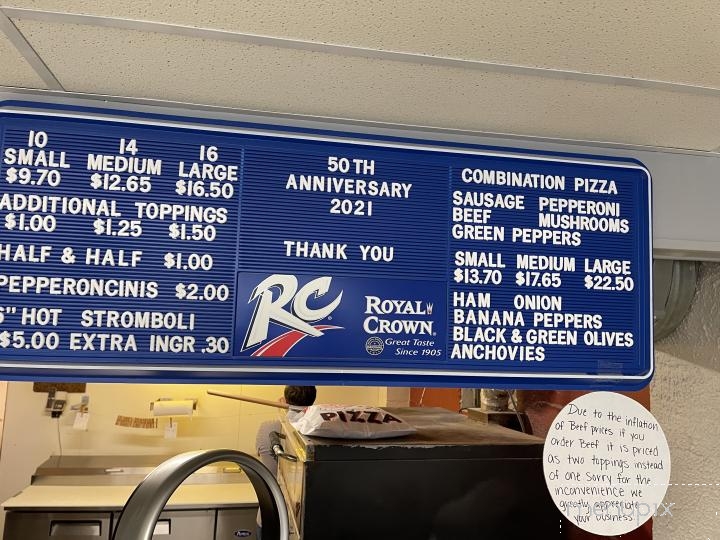 10 14 16
SMALL MEDIUM LARGE
$9.70 $12.65 $16.50
ADDITIONAL TOPPINGS
$1.00 $1.25 $1.50
HALF & HALF $1.00
PEPPERONCINIS $2.00
" HOT STROMBOLI
$5.00 EXTRA INGR .30
50TH
ANNIVERSARY
2021
THANK YOU
RC
ROYAL
CROWN
Great Taste
Since 1905
COMBINATION PIZZA
SAUSAGE PEPPERONI
BEEF MUSHROOMS
GREEN PEPPERS
SMALL MEDIUM LARGE
$13.70 $17.65 $22.50
HAM ONION
BANANA PEPPERS
BLACK & GREEN OLIVES
ANCHOVIES
PIZZA
Due to the inflation
of Beef prices if you
order Beef it is priced
as two toppings instead
of one Sorry for the
inconvenience we
greatly appreciate
your business
menupix